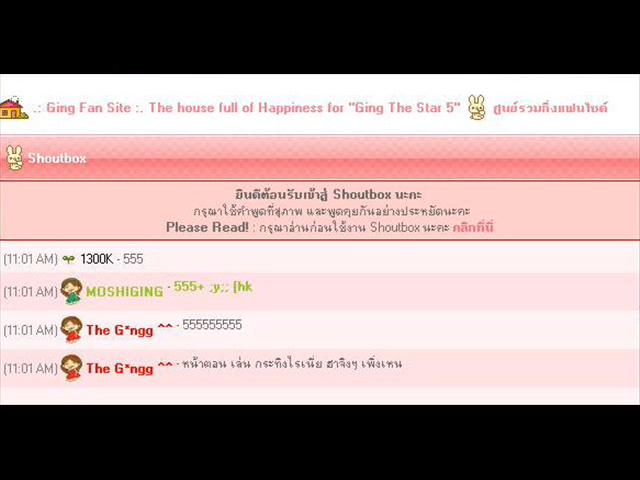 .: Ging Fan Site :. The house full of Happiness for "Ging The Star 5" ศูนย์รวมกิ่งแฟนไซด์
Shoutbox
ยินดีต้อนรับเข้าสู่ Shoutbox นะคะ
กรุณาใช้คำพูดที่สุภาพ และพูดคุยกันอย่างประหยัดนะคะ
Please Read! : กรุณาอ่านก่อนใช้งาน Shoutbox นะคะ คลิกที่นี่
(11:01 AM) 1300K - 555
(11:01 AM) MOSHIGING - 555+ ;y;; [hk
(11:01 AM) The G*ngg ^^ - 555555555
(11:01 AM) The G*ngg ^^ - หน้าตอน เล่น กระทิงไรเนี่ย ฮาจิงๆ เพิ่งเหน